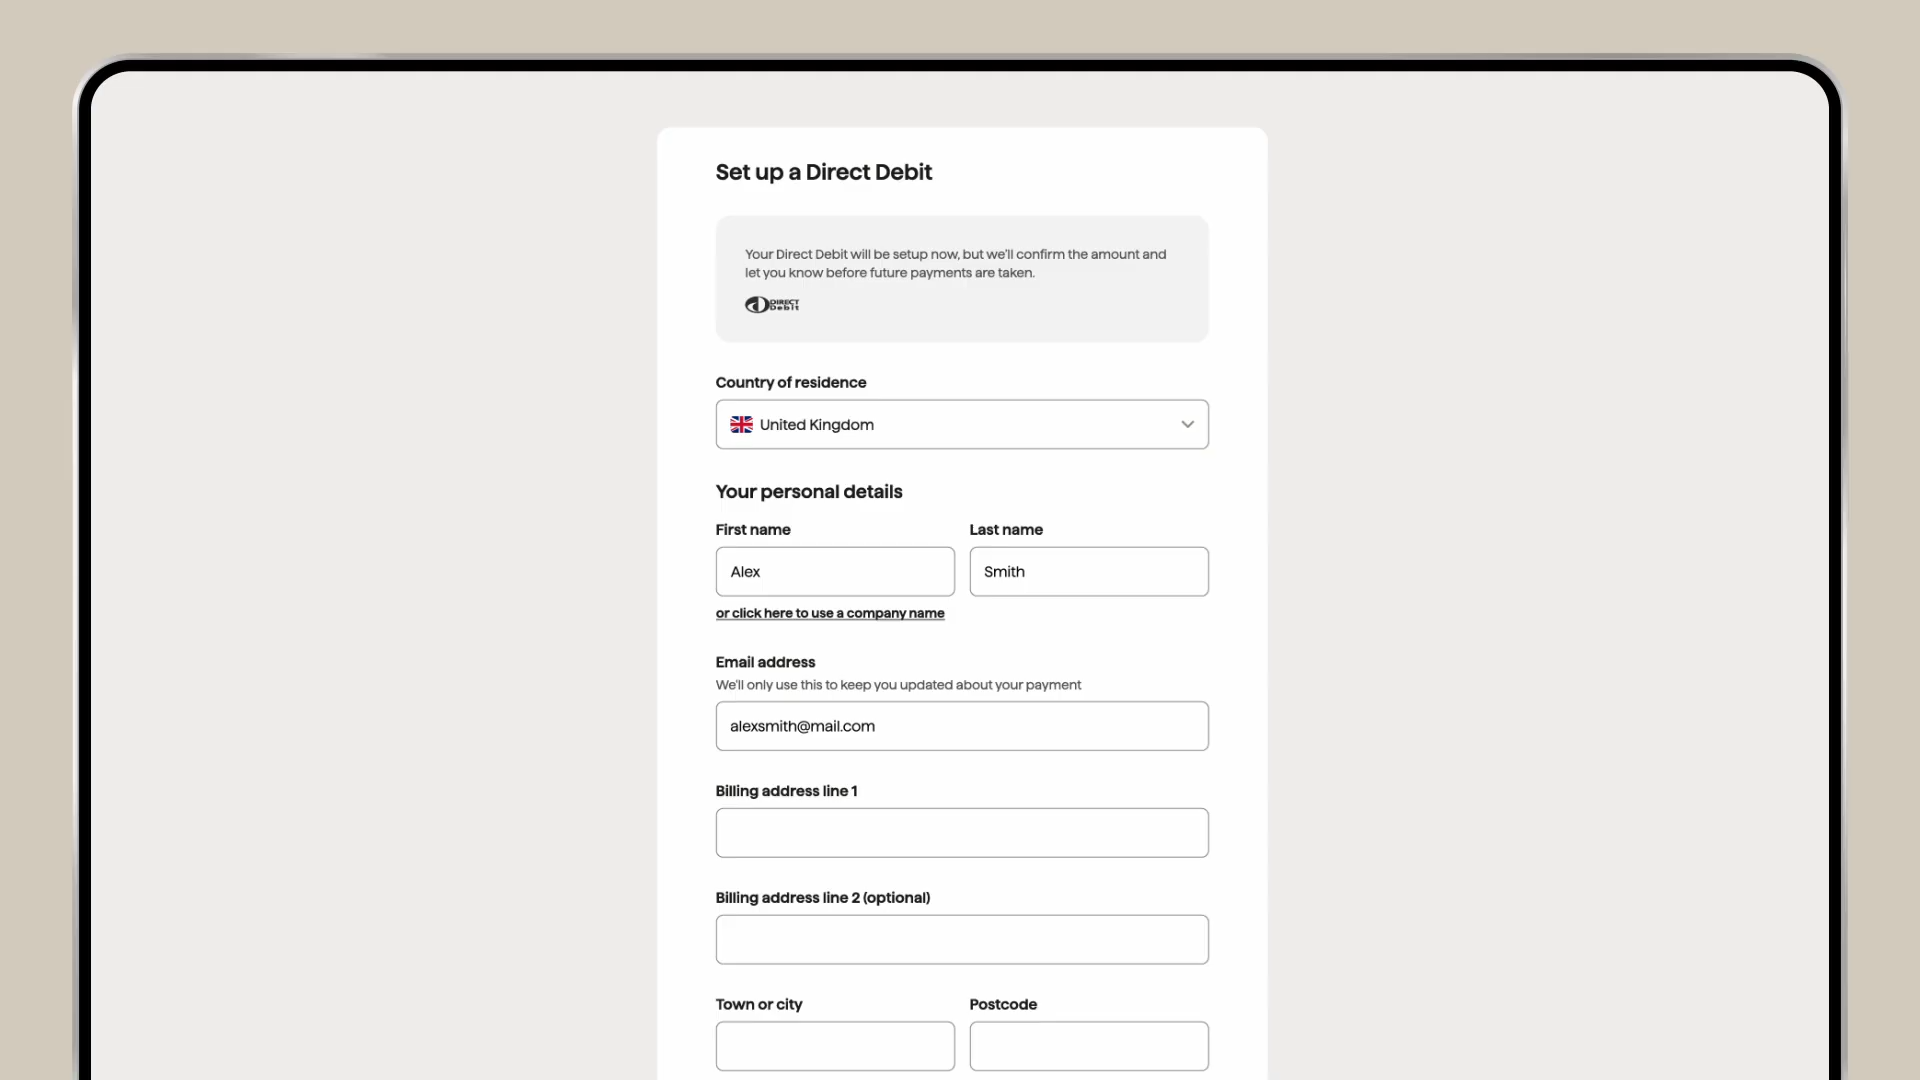 Set up a Direct Debit
Your Direct Debit will be setup now, but we'll confirm the amount and
let you know before future payments are taken.
DIRECT
Debit
Country of residence
United Kingdom
Your personal details
First name
Last name
Alex
Smith
or click here to use a company name
Email address
We'll only use this to keep you updated about your payment
alexsmith@mail.com
Billing address line 1
Billing address line 2 (optional)
Town or city
Postcode